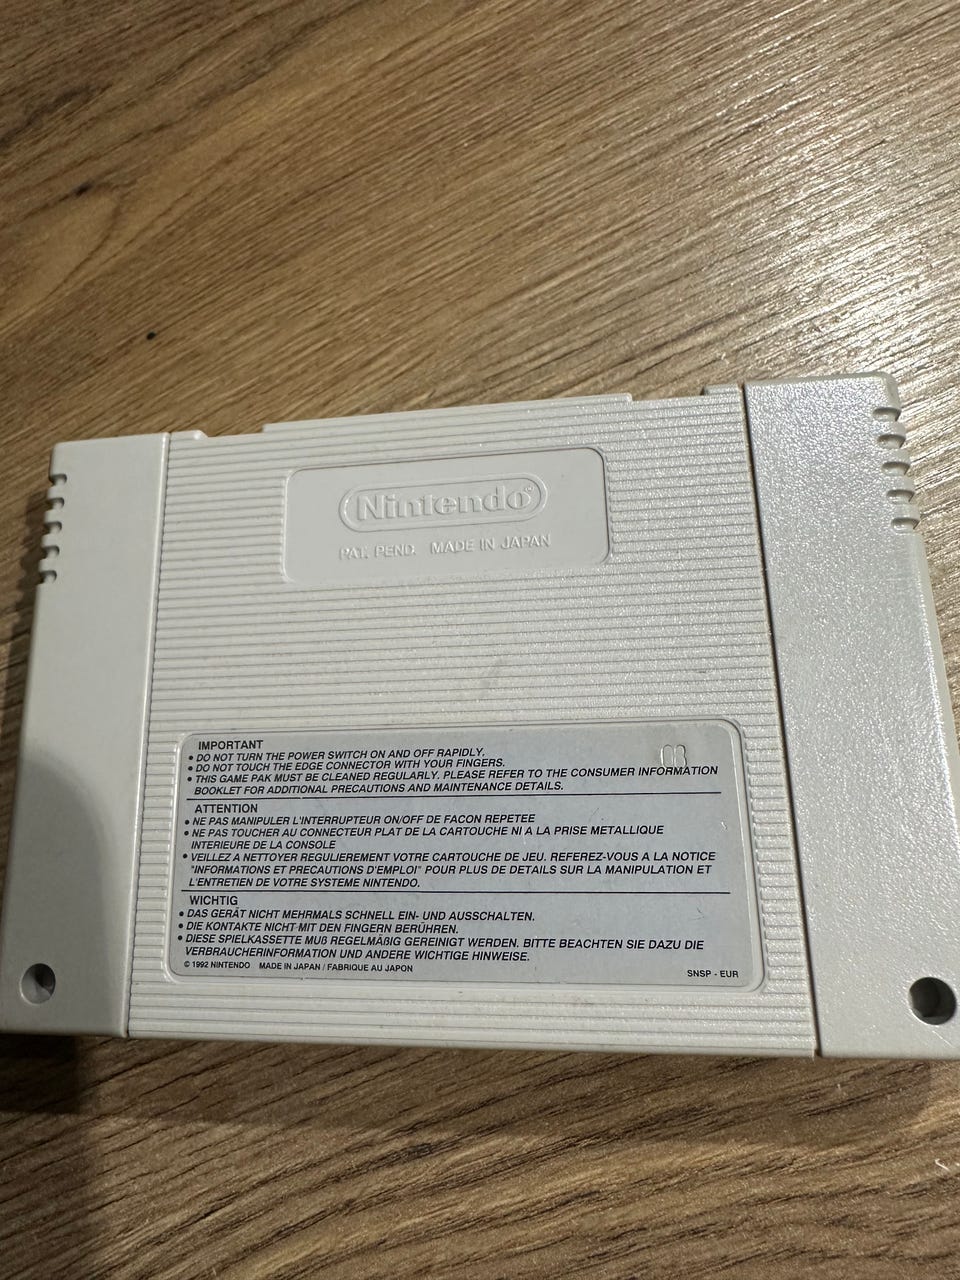 Nintendo®
PAT. PEND. MADE IN JAPAN
IMPORTANT
• DO NOT TURN THE POWER SWITCH ON AND OFF RAPIDLY.
• DO NOT TOUCH THE EDGE CONNECTOR WITH YOUR FINGERS.
• THIS GAME PAK MUST BE CLEANED REGULARLY. PLEASE REFER TO THE CONSUMER INFORMATION
BOOKLET FOR ADDITIONAL PRECAUTIONS AND MAINTENANCE DETAILS.
ATTENTION
• NE PAS MANIPULER L'INTERRUPTEUR ON/OFF DE FACON REPETEE
• NE PAS TOUCHER AU CONNECTEUR PLAT DE LA CARTOUCHE NI A LA PRISE METALLIQUE
INTERIEURE DE LA CONSOLE
• VEILLEZ A NETTOYER REGULIEREMENT VOTRE CARTOUCHE DE JEU. REFEREZ-VOUS A LA NOTICE
"INFORMATIONS ET PRECAUTIONS D'EMPLOI" POUR PLUS DE DETAILS SUR LA MANIPULATION ET
L'ENTRETIEN DE VOTRE SYSTEME NINTENDO.
WICHTIG
• DAS GERÄT NICHT MEHRMALS SCHNELL EIN- UND AUSSCHALTEN.
• DIE KONTAKTE NICHT MIT DEN FINGERN BERÜHREN.
• DIESE SPIELKASSETTE MUß REGELMÄßIG GEREINIGT WERDEN. BITTE BEACHTEN SIE DAZU DIE
VERBRAUCHERINFORMATION UND ANDERE WICHTIGE HINWEISE.
© 1992 NINTENDO MADE IN JAPAN / FABRIQUE AU JAPON
SNSP - EUR